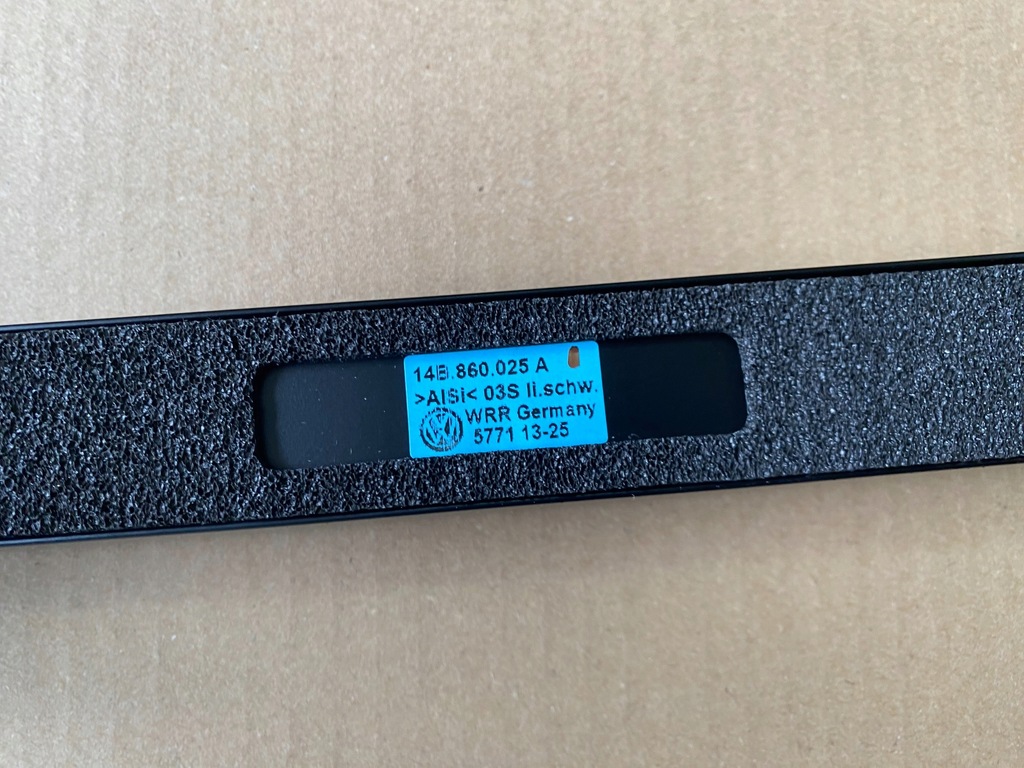 14B.860.025 A
>AlSi< 03S li.schw.
WRR Germany
5771 13-25